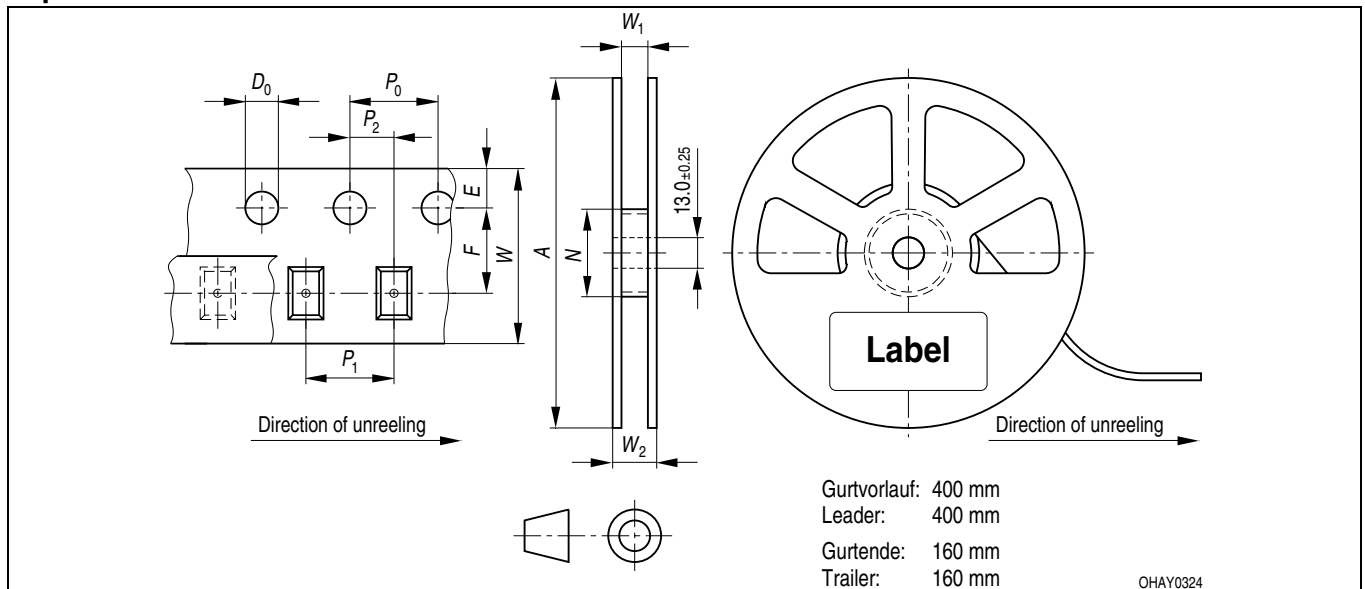 W1
D0
P0
P2
E
F
W
A
N
13.0±0.25
P1
W2
Label
Direction of unreeling
Direction of unreeling
Gurtvorlauf: 400 mm
Leader: 400 mm
Gurtende: 160 mm
Trailer: 160 mm
OHAY0324